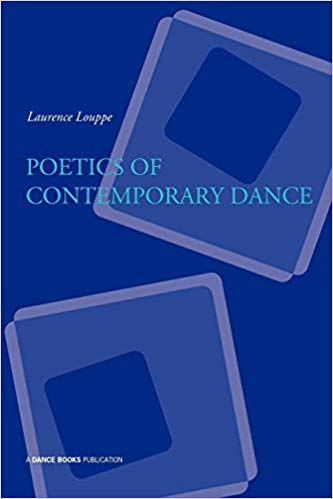 Laurence Louppe
POETICS OF
CONTEMPORARY DANCE
A DANCE BOOKS PUBLICATION